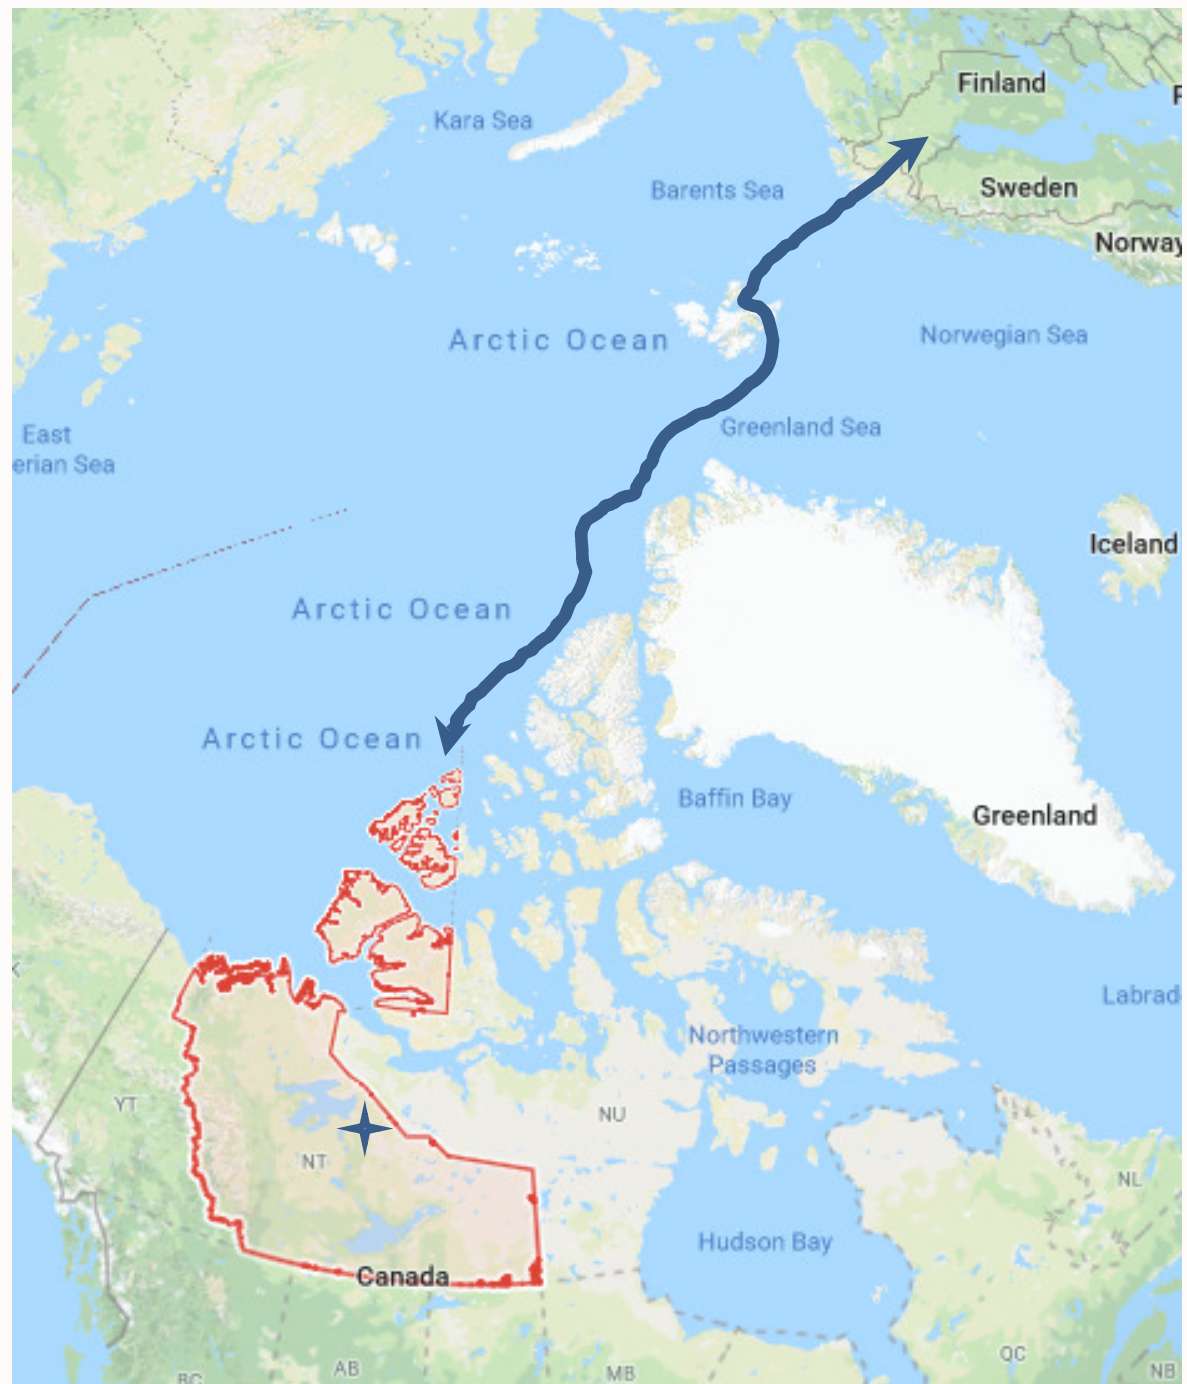 Finland
Kara Sea
Barents Sea
Sweden
Norway
Arctic Ocean
Norwegian Sea
Greenland Sea
East
erian Sea
Iceland
Arctic Ocean
Arctic Ocean
Baffin Bay
Greenland
Labrad
Northwestern
Passages
YT
NU
NT
NL
Hudson Bay
Canada
QC
AB
MB
BC
NB